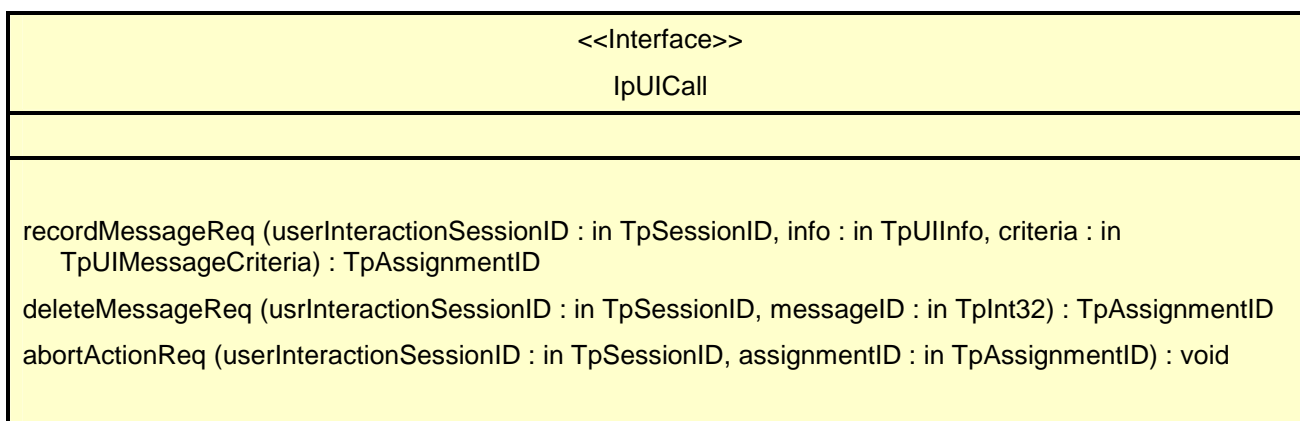 <<Interface>>
IpUICall
recordMessageReq (userInteractionSessionID : in TpSessionID, info : in TpUIInfo, criteria : in
TpUIMessageCriteria) : TpAssignmentID
deleteMessageReq (usrInteractionSessionID : in TpSessionID, messageID : in TpInt32) : TpAssignmentID
abortActionReq (userInteractionSessionID : in TpSessionID, assignmentID : in TpAssignmentID) : void